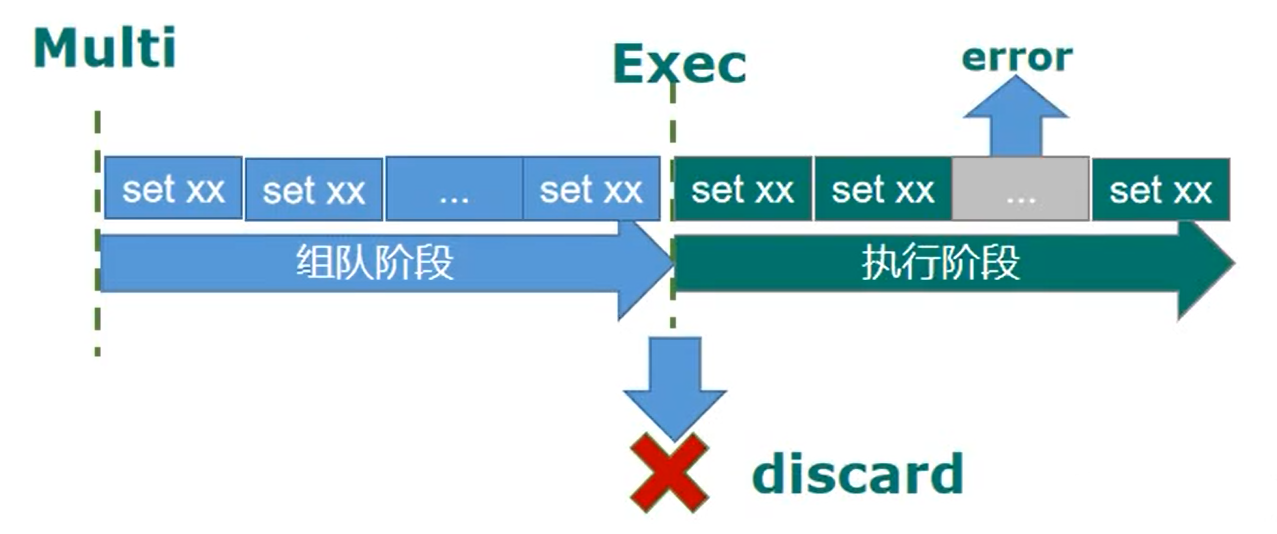 Multi
Exec
error
set xx
set xx
...
set xx
set xx
set xx
...
set xx
组队阶段
执行阶段
discard